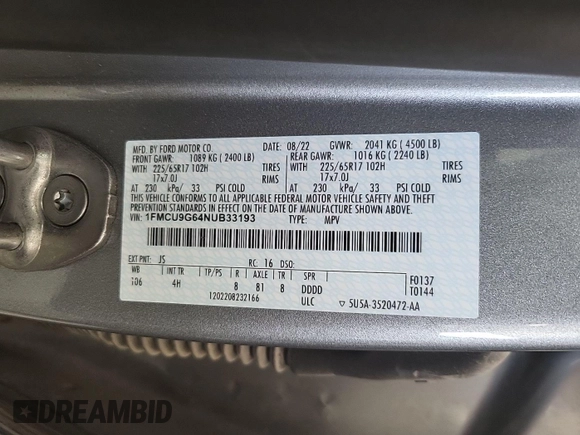 MFD. BY FORD MOTOR CO. DATE: 08/22 GVWR: 2041 KG ( 4500 LB)
FRONT GAWR: 1089 KG ( 2400 LB) REAR GAWR: 1016 KG ( 2240 LB)
WITH 225/65R17 102H TIRES WITH 225/65R17 102H TIRES
17x7.0J RIMS 17x7.0J RIMS
AT 230 kPa/ 33 PSI COLD AT 230 kPa/ 33 PSI COLD
THIS VEHICLE CONFORMS TO ALL APPLICABLE FEDERAL MOTOR VEHICLE SAFETY AND THEFT PREVENTION
STANDARDS IN EFFECT ON THE DATE OF MANUFACTURE SHOWN ABOVE.
VIN: 1FMCU9G64NUB33193 TYPE: MPV
EXT PNT: JS RC: 16 DSO:
WB INT TR TP/PS R AXLE TR SPR
106 4H 8 81 8 DDDD
F0137
T0144
1202208232166 ULC ▽ 5U5A-3520472-AA
DREAMBID